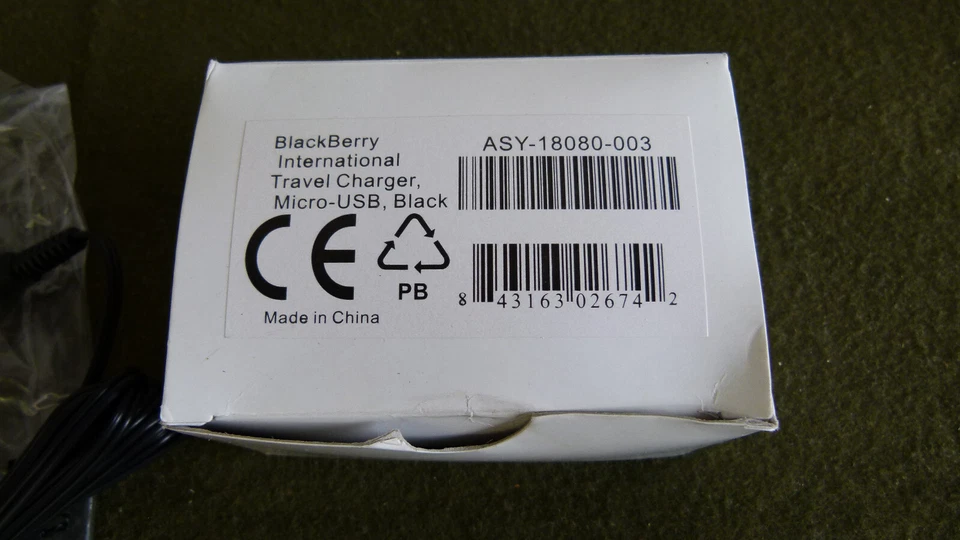 BlackBerry
International
Travel Charger,
Micro-USB, Black
ASY-18080-003
CE
PB
8 43163 02674 2
Made in China